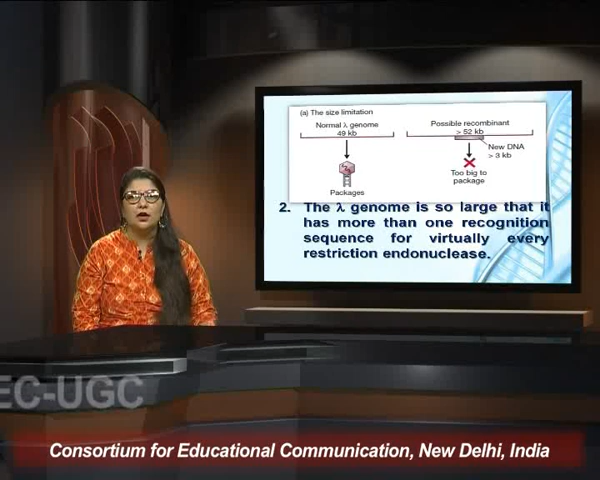 (a) The size limitation
Normal λ genome
49 kb
Possible recombinant
> 52 kb
New DNA
> 3 kb
Packages
Too big to
package
2. The λ genome is so large that it
has more than one recognition
sequence for virtually every
restriction endonuclease.
EC-UGC
Consortium for Educational Communication, New Delhi, India